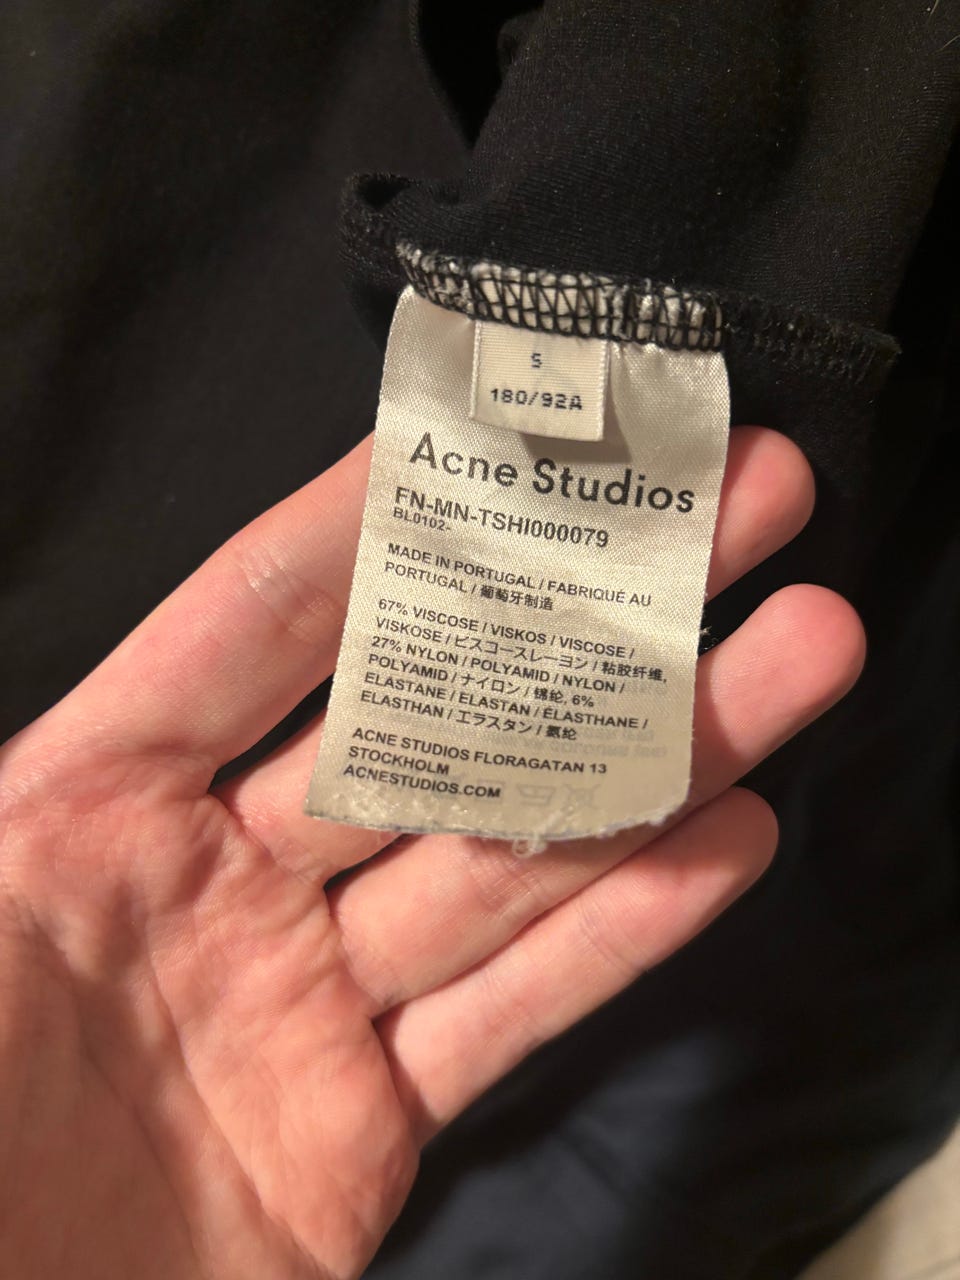 S
180/92A
Acne Studios
FN-MN-TSHI000079
BL0102-
MADE IN PORTUGAL / FABRIQUÉ AU
PORTUGAL / 葡萄牙制造
67% VISCOSE / VISKOS / VISCOSE /
VISKOSE / ビスコースレーヨン / 粘胶纤维,
27% NYLON / POLYAMID / NYLON /
POLYAMID / ナイロン / 锦纶, 6%
ELASTANE / ELASTAN / ÉLASTHANE /
ELASTHAN / エラスタン / 氨纶
ACNE STUDIOS FLORAGATAN 13
STOCKHOLM
ACNESTUDIOS.COM